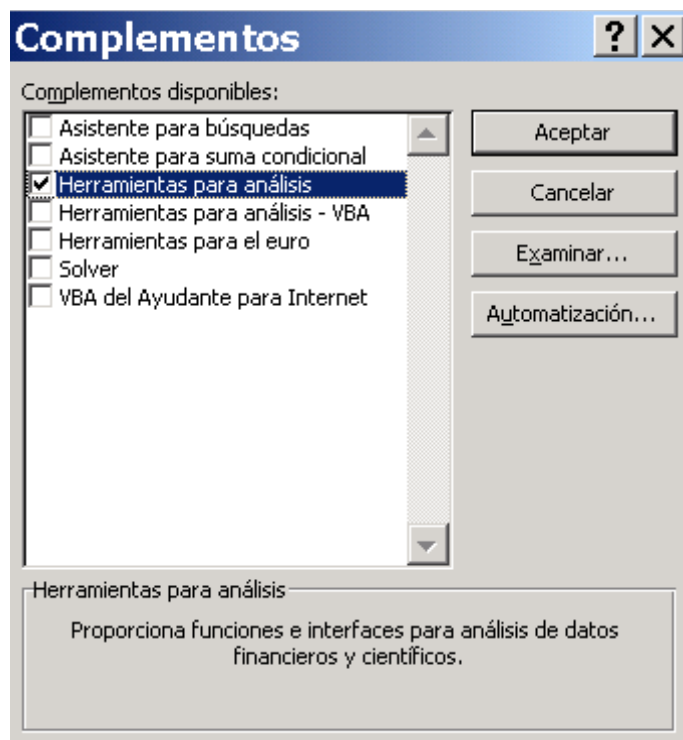 Complementos
Complementos disponibles:
Asistente para búsquedas
Asistente para suma condicional
Herramientas para análisis
Herramientas para análisis - VBA
Herramientas para el euro
Solver
VBA del Ayudante para Internet
Aceptar
Cancelar
Examinar...
Automatización...
Herramientas para análisis
Proporciona funciones e interfaces para análisis de datos
financieros y científicos.